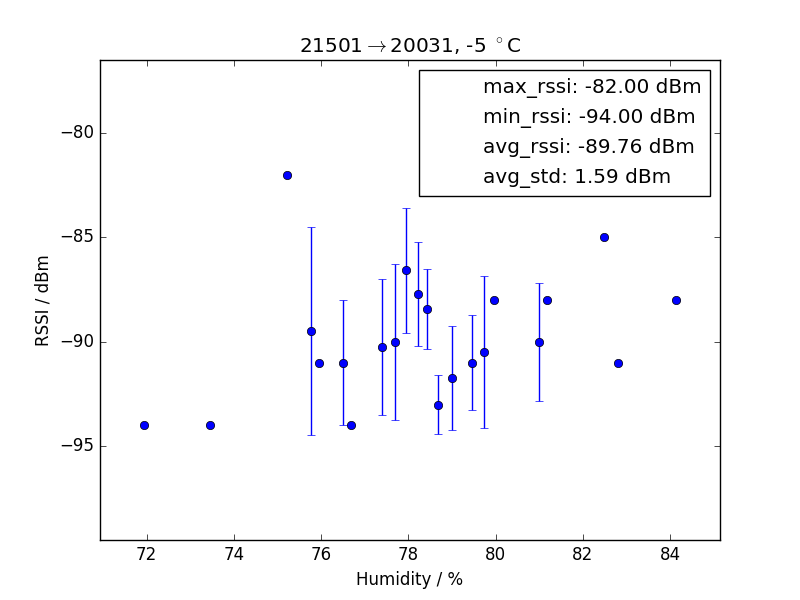 21501→20031, -5 °C
max_rssi: -82.00 dBm
min_rssi: -94.00 dBm
avg_rssi: -89.76 dBm
avg_std: 1.59 dBm
−80
−85
−90
−95
RSSI / dBm
72 74 76 78 80 82 84
Humidity / %